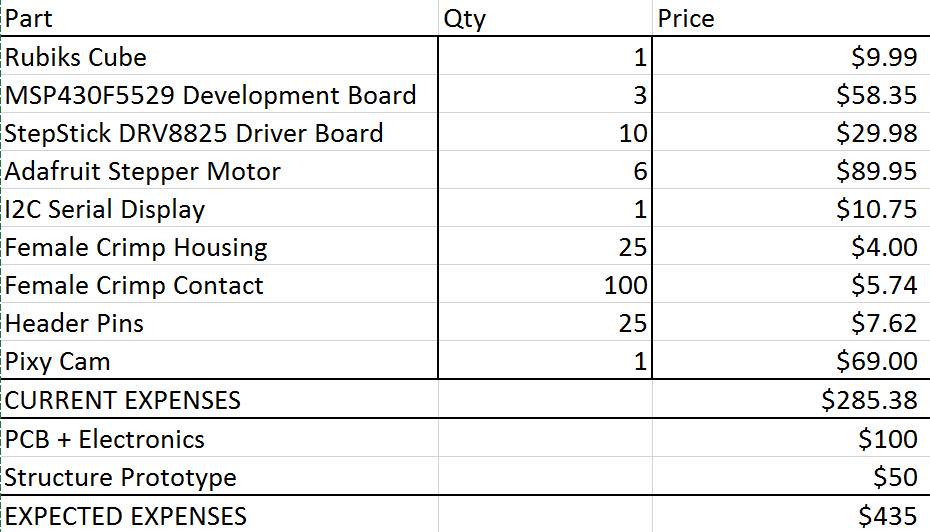 Part Qty Price
Rubiks Cube 1 $9.99
MSP430F5529 Development Board 3 $58.35
StepStick DRV8825 Driver Board 10 $29.98
Adafruit Stepper Motor 6 $89.95
I2C Serial Display 1 $10.75
Female Crimp Housing 25 $4.00
Female Crimp Contact 100 $5.74
Header Pins 25 $7.62
Pixy Cam 1 $69.00
CURRENT EXPENSES $285.38
PCB + Electronics $100
Structure Prototype $50
EXPECTED EXPENSES $435